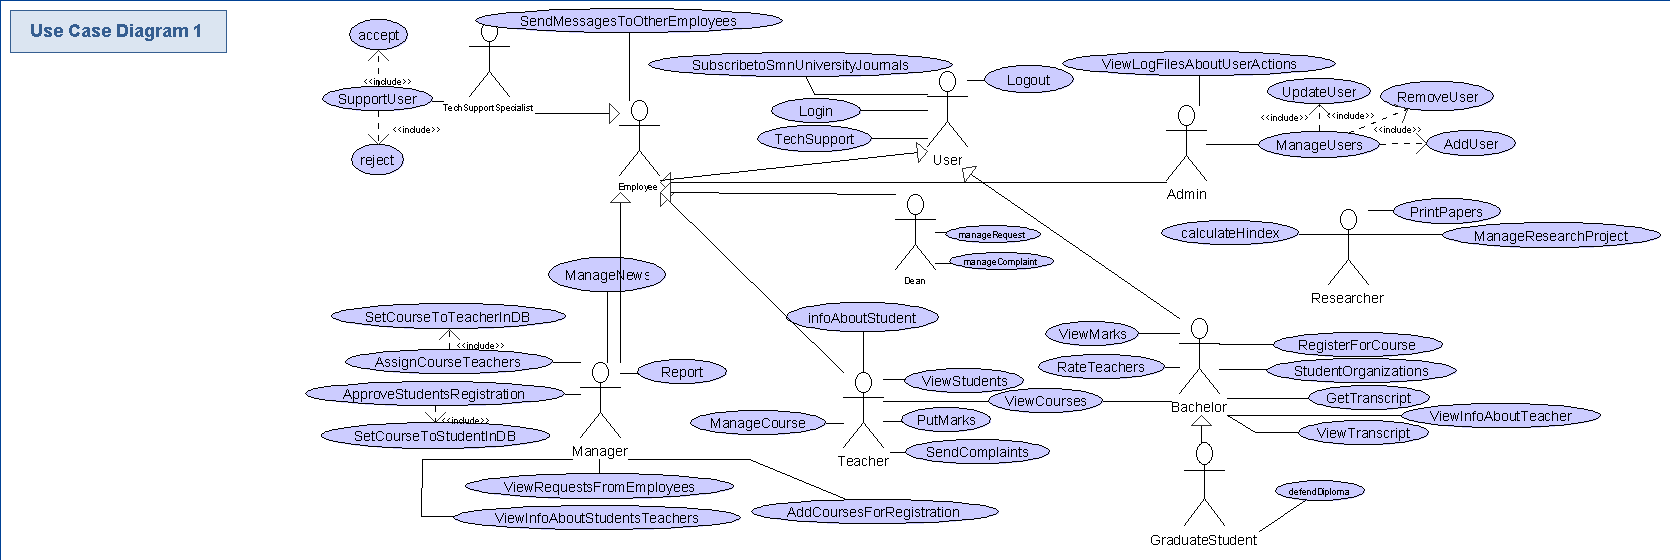 Use Case Diagram 1
SendMessagesToOtherEmployees
accept
<<include>>
SupportUser
TechSupportSpecialist
<<include>>
reject
Employee
SubscribetoSmnUniversityJournals
Logout
Login
TechSupport
User
ViewLogFilesAboutUserActions
UpdateUser
RemoveUser
<<include>>
<<include>>
<<include>>
ManageUsers
AddUser
Admin
manageRequest
manageComplaint
Dean
PrintPapers
calculateHindex
ManageResearchProject
Researcher
ManageNews
SetCourseToTeacherInDB
<<include>>
AssignCourseTeachers
Report
ApproveStudentsRegistration
<<include>>
SetCourseToStudentInDB
Manager
ViewRequestsFromEmployees
ViewInfoAboutStudentsTeachers
AddCoursesForRegistration
infoAboutStudent
ViewStudents
ViewCourses
ManageCourse
PutMarks
SendComplaints
Teacher
ViewMarks
RateTeachers
RegisterForCourse
StudentOrganizations
GetTranscript
Bachelor
ViewInfoAboutTeacher
ViewTranscript
defendDiploma
GraduateStudent